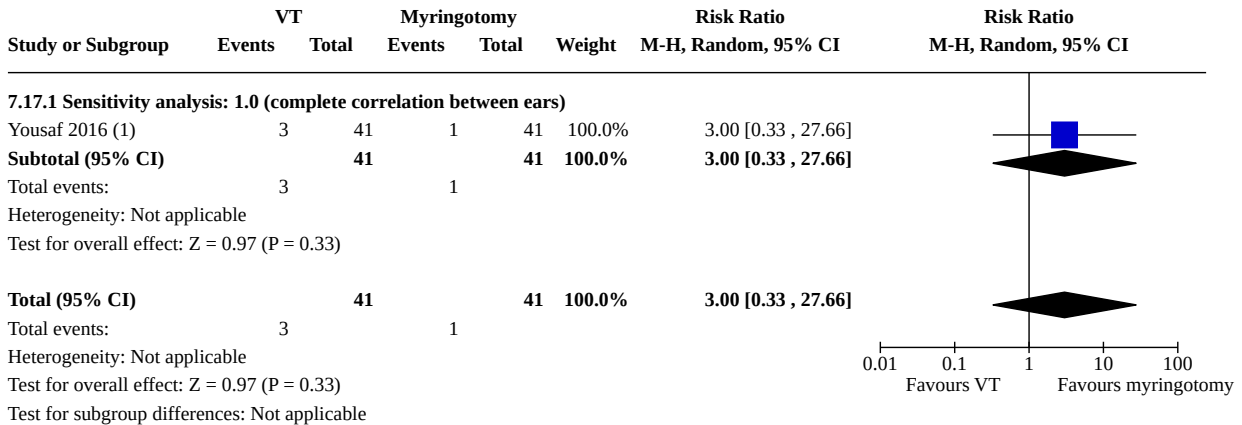 VT Myringotomy Risk Ratio Risk Ratio
Study or Subgroup Events Total Events Total Weight M-H, Random, 95% CI M-H, Random, 95% CI
7.17.1 Sensitivity analysis: 1.0 (complete correlation between ears)
Yousaf 2016 (1) 3 41 1 41 100.0% 3.00 [0.33 , 27.66]
Subtotal (95% CI) 41 41 100.0% 3.00 [0.33 , 27.66]
Total events: 3 1
Heterogeneity: Not applicable
Test for overall effect: Z = 0.97 (P = 0.33)
Total (95% CI) 41 41 100.0% 3.00 [0.33 , 27.66]
Total events: 3 1
Heterogeneity: Not applicable
0.01 0.1 1 10 100
Test for overall effect: Z = 0.97 (P = 0.33) Favours VT Favours myringotomy
Test for subgroup differences: Not applicable